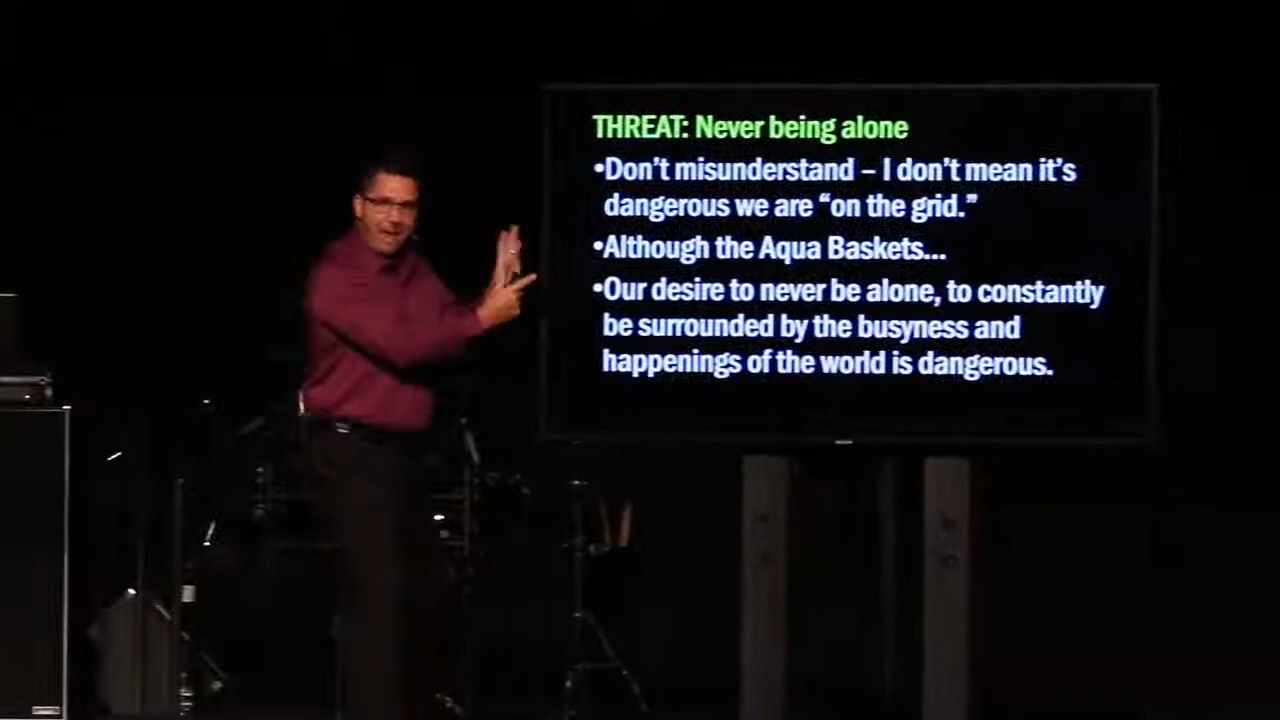 THREAT: Never being alone
•Don't misunderstand – I don't mean it's
dangerous we are “on the grid.”
•Although the Aqua Baskets...
•Our desire to never be alone, to constantly
be surrounded by the busyness and
happenings of the world is dangerous.